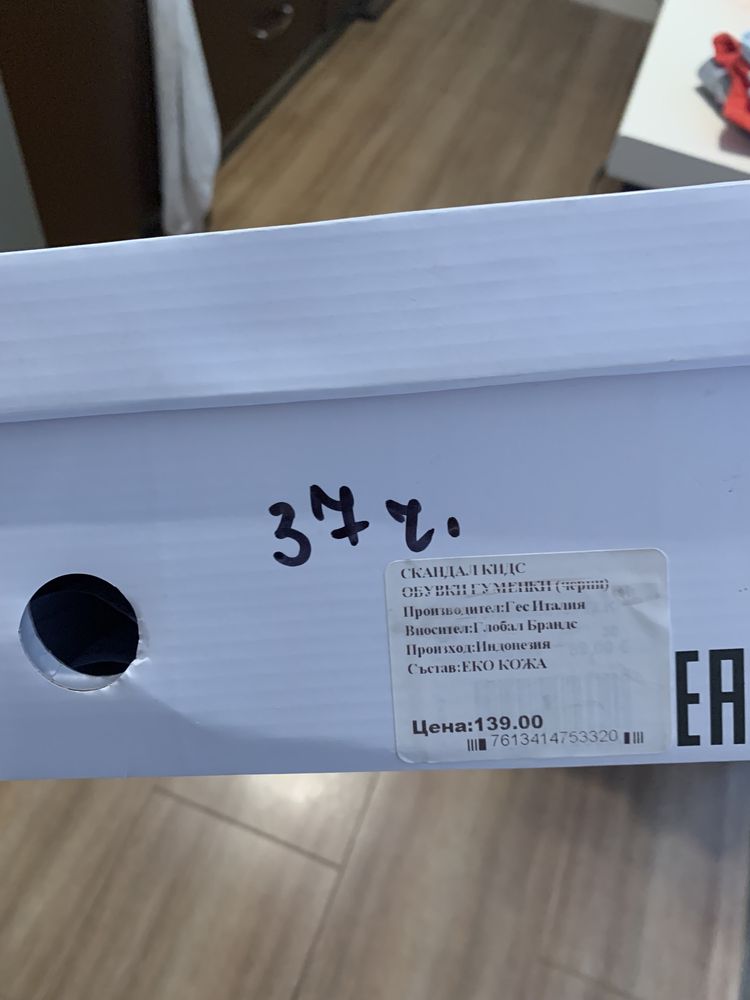 37 ч.
СКАНДАЛ КИДС
ОБУВКИ ГУМЕНКИ (черни)
Производител:Гес Италия
Вносител:Глобал Брандс
Произход:Индонезия
Състав:ЕКО КОЖА
Цена:139.00
7613414753320
EA